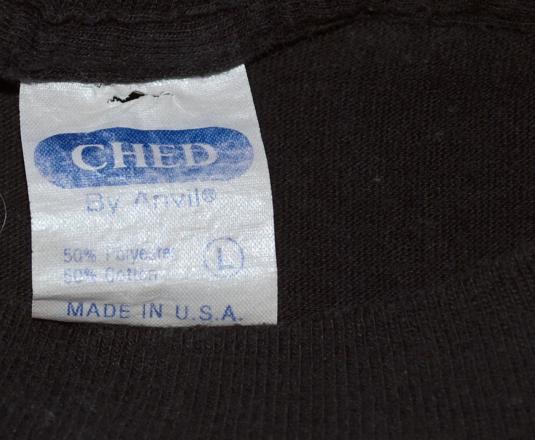 CHED
By Anvil®
50% Polyester L
50% Cotton
MADE IN U.S.A.